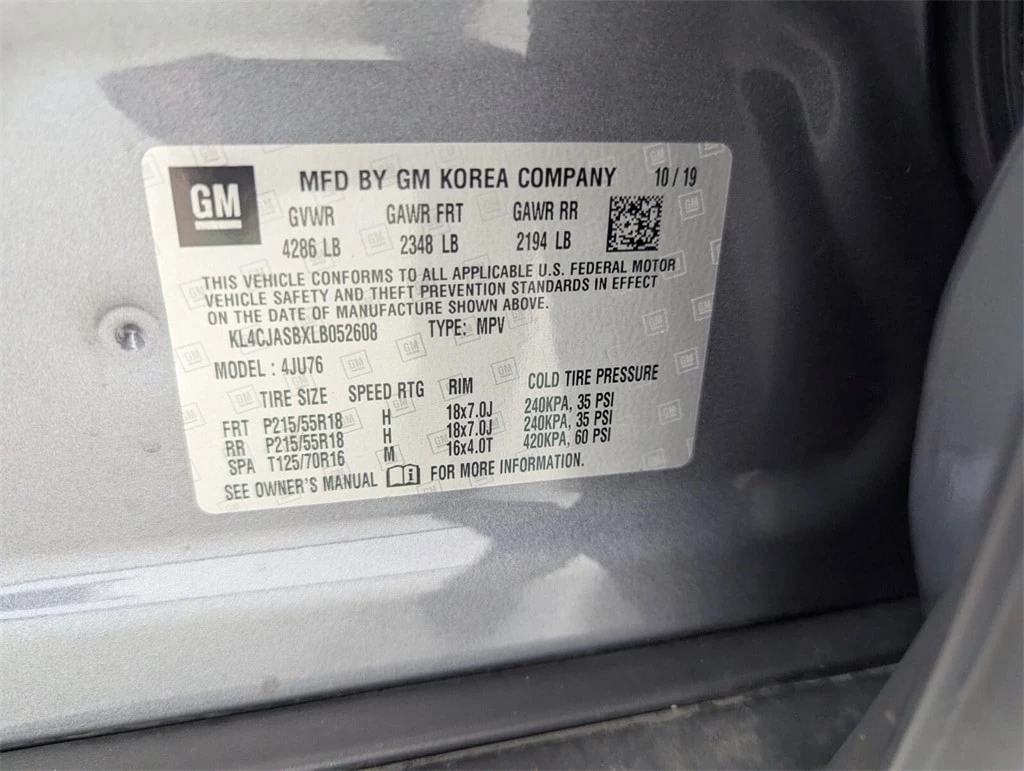 GM MFD BY GM KOREA COMPANY 10 / 19
GVWR GAWR FRT GAWR RR
4286 LB 2348 LB 2194 LB
THIS VEHICLE CONFORMS TO ALL APPLICABLE U.S. FEDERAL MOTOR
VEHICLE SAFETY AND THEFT PREVENTION STANDARDS IN EFFECT
ON THE DATE OF MANUFACTURE SHOWN ABOVE.
KL4CJASBXLB052608 TYPE: MPV
MODEL : 4JU76
TIRE SIZE SPEED RTG RIM COLD TIRE PRESSURE
FRT P215/55R18 H 18x7.0J 240KPA, 35 PSI
RR P215/55R18 H 18x7.0J 240KPA, 35 PSI
SPA T125/70R16 M 16x4.0T 420KPA, 60 PSI
SEE OWNER'S MANUAL i FOR MORE INFORMATION.